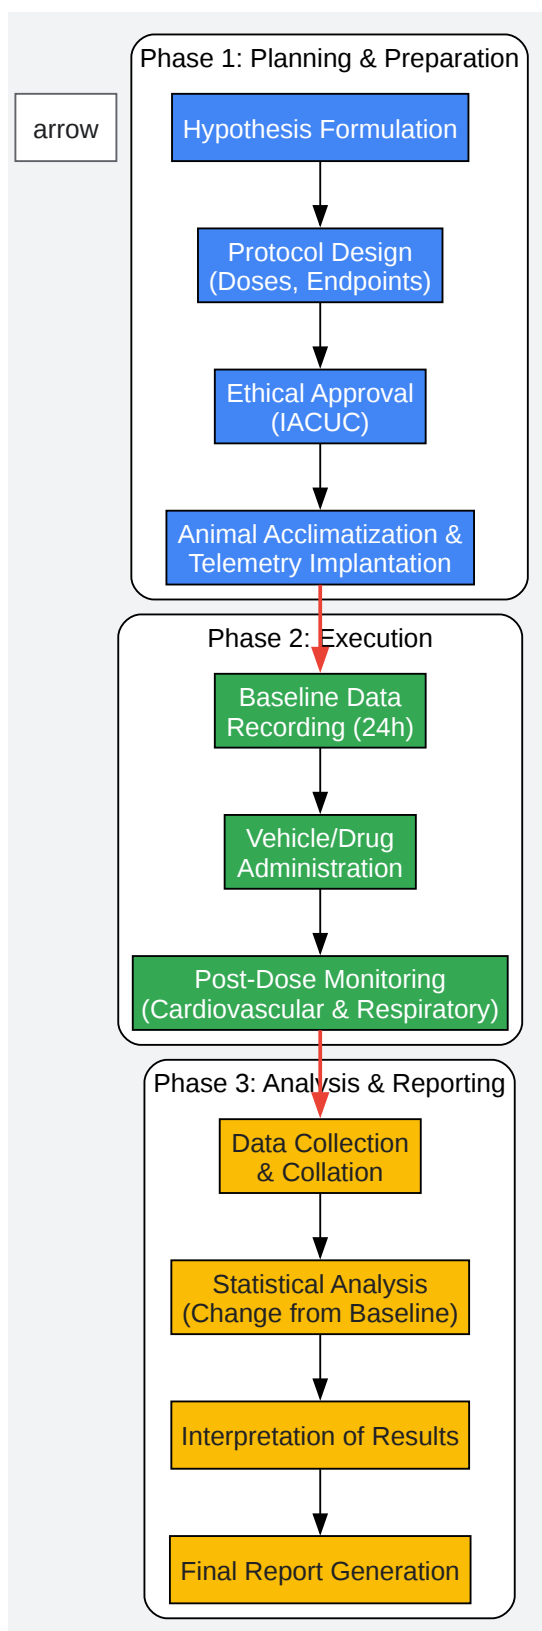 Phase 1: Planning & Preparation
arrow
Hypothesis Formulation
Protocol Design
(Doses, Endpoints)
Ethical Approval
(IACUC)
Animal Acclimatization &
Telemetry Implantation
Phase 2: Execution
Baseline Data
Recording (24h)
Vehicle/Drug
Administration
Post-Dose Monitoring
(Cardiovascular & Respiratory)
Phase 3: Analysis & Reporting
Data Collection
& Collation
Statistical Analysis
(Change from Baseline)
Interpretation of Results
Final Report Generation